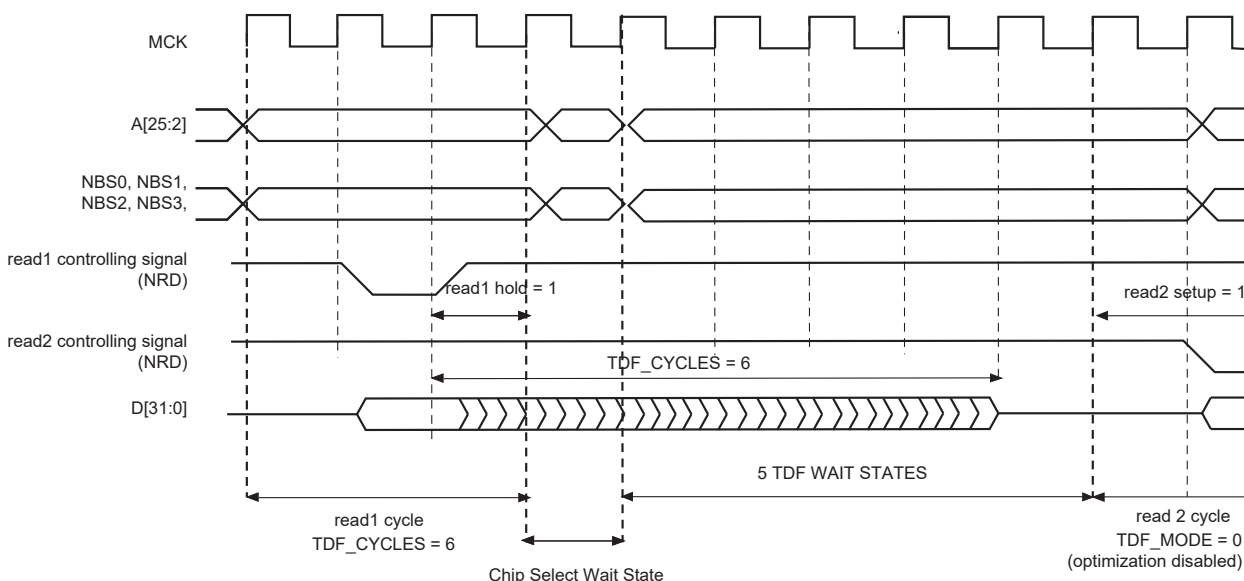 MCK
A[25:2]
NBS0, NBS1,
NBS2, NBS3,
read1 controlling signal
(NRD)
read1 hold = 1
read2 setup = 1
read2 controlling signal
(NRD)
TDF_CYCLES = 6
D[31:0]
5 TDF WAIT STATES
read1 cycle
TDF_CYCLES = 6
read 2 cycle
TDF_MODE = 0
(optimization disabled)
Chip Select Wait State